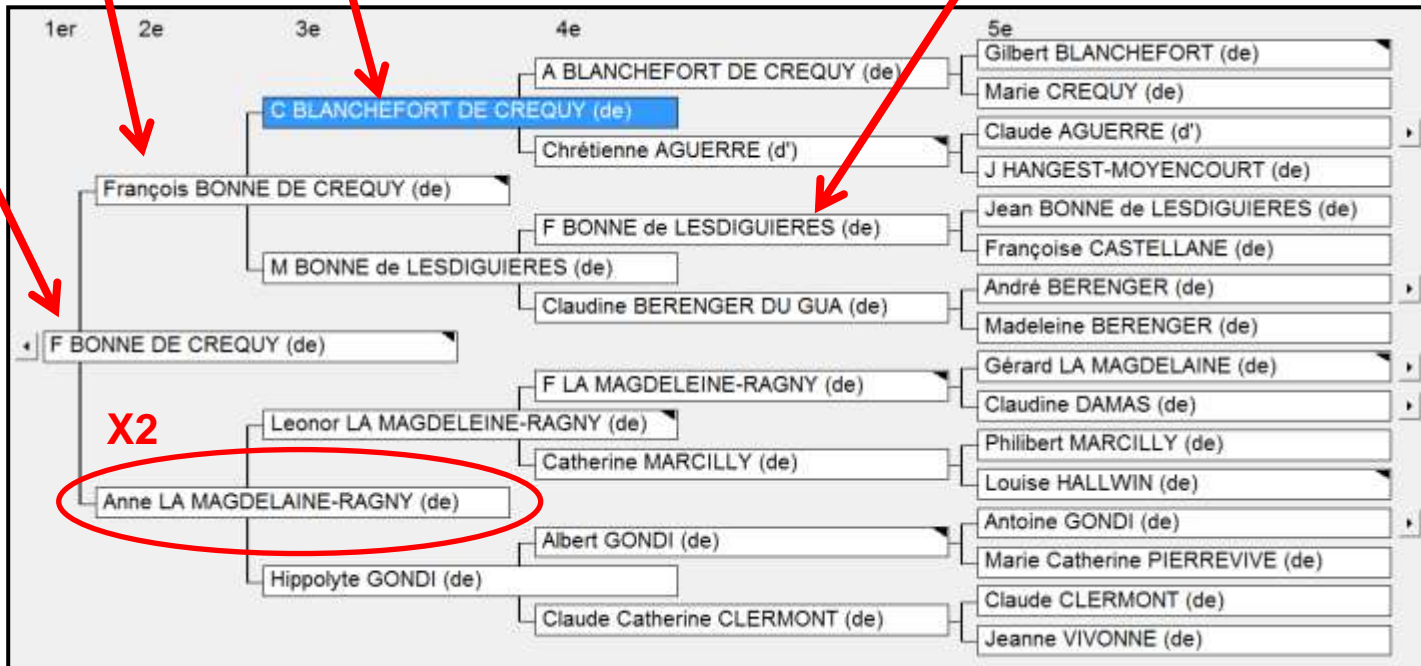 1er 2e 3e 4e 5e
Gilbert BLANCHEFORT (de)
A BLANCHEFORT DE CREQUY (de)
Marie CREQUY (de)
C BLANCHEFORT DE CREQUY (de)
Claude AGUERRE (d')
Chrétienne AGUERRE (d')
J HANGEST-MOYENCOURT (de)
François BONNE DE CREQUY (de)
Jean BONNE de LESDIGUIERES (de)
F BONNE de LESDIGUIERES (de)
Françoise CASTELLANE (de)
M BONNE de LESDIGUIERES (de)
André BERENGER (de)
Claudine BERENGER DU GUA (de)
Madeleine BERENGER (de)
F BONNE DE CREQUY (de)
Gérard LA MAGDELAINE (de)
F LA MAGDELEINE-RAGNY (de)
Claudine DAMAS (de)
X2
Leonor LA MAGDELEINE-RAGNY (de)
Philibert MARCILLY (de)
Catherine MARCILLY (de)
Louise HALLWIN (de)
Anne LA MAGDELAINE-RAGNY (de)
Antoine GONDI (de)
Albert GONDI (de)
Marie Catherine PIERREVIVE (de)
Hippolyte GONDI (de)
Claude CLERMONT (de)
Claude Catherine CLERMONT (de)
Jeanne VIVONNE (de)